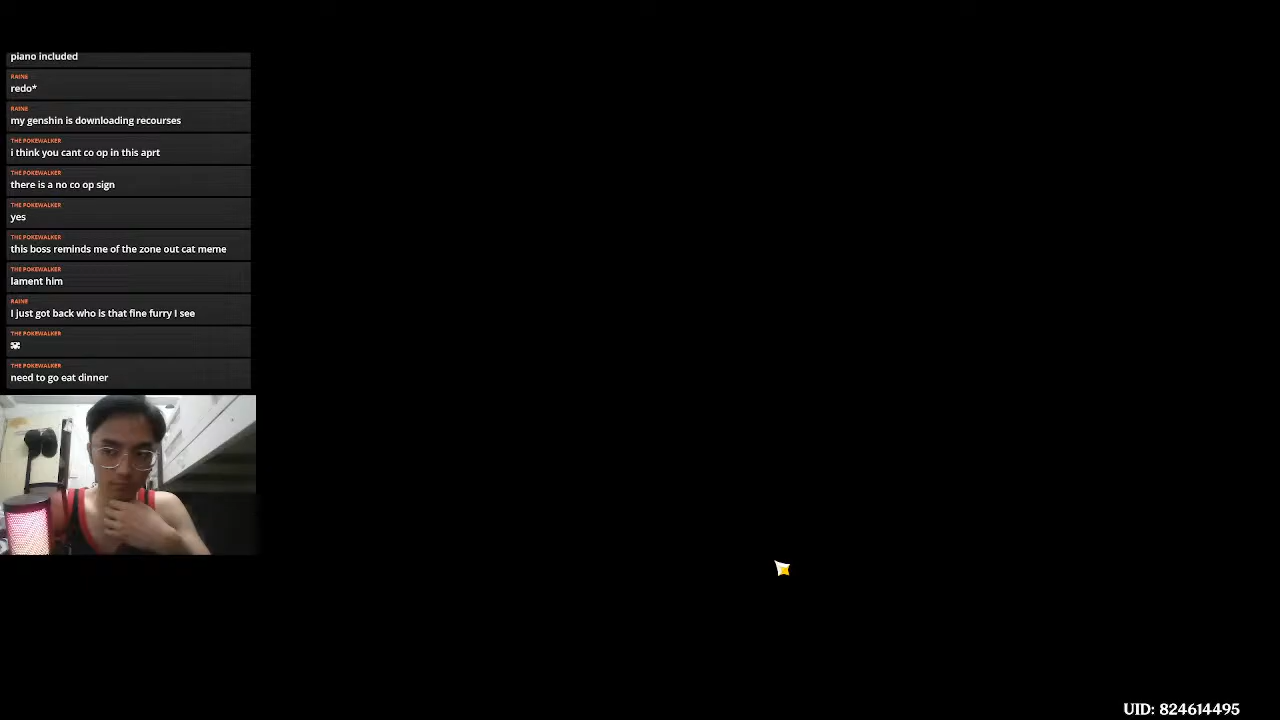 piano included
RAINE
redo*
RAINE
my genshin is downloading recourses
THE POKEWALKER
i think you cant co op in this aprt
THE POKEWALKER
there is a no co op sign
THE POKEWALKER
yes
THE POKEWALKER
this boss reminds me of the zone out cat meme
THE POKEWALKER
lament him
RAINE
I just got back who is that fine furry I see
THE POKEWALKER
THE POKEWALKER
need to go eat dinner
UID: 824614495